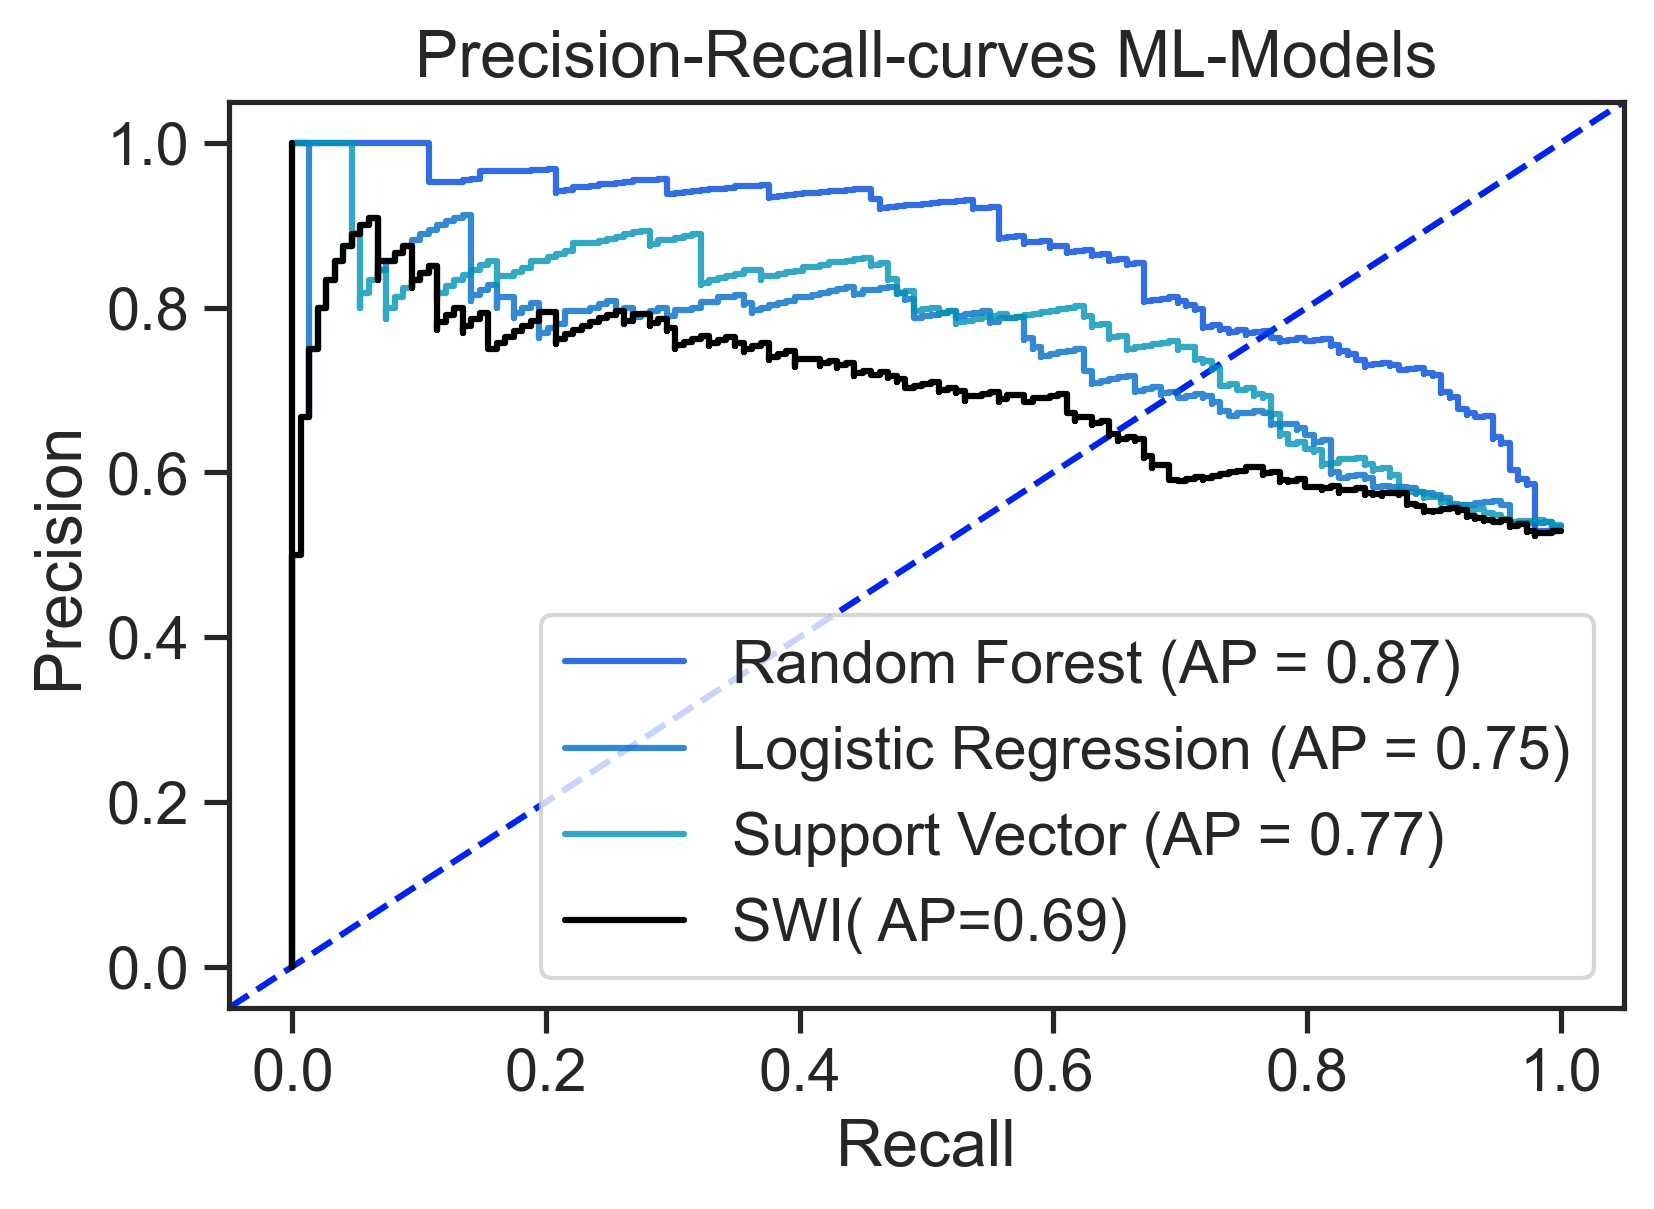 Precision-Recall-curves ML-Models
1.0
0.8
0.6
0.4
0.2
0.0
Precision
Random Forest (AP = 0.87)
Logistic Regression (AP = 0.75)
Support Vector (AP = 0.77)
SWI( AP=0.69)
0.0 0.2 0.4 0.6 0.8 1.0
Recall